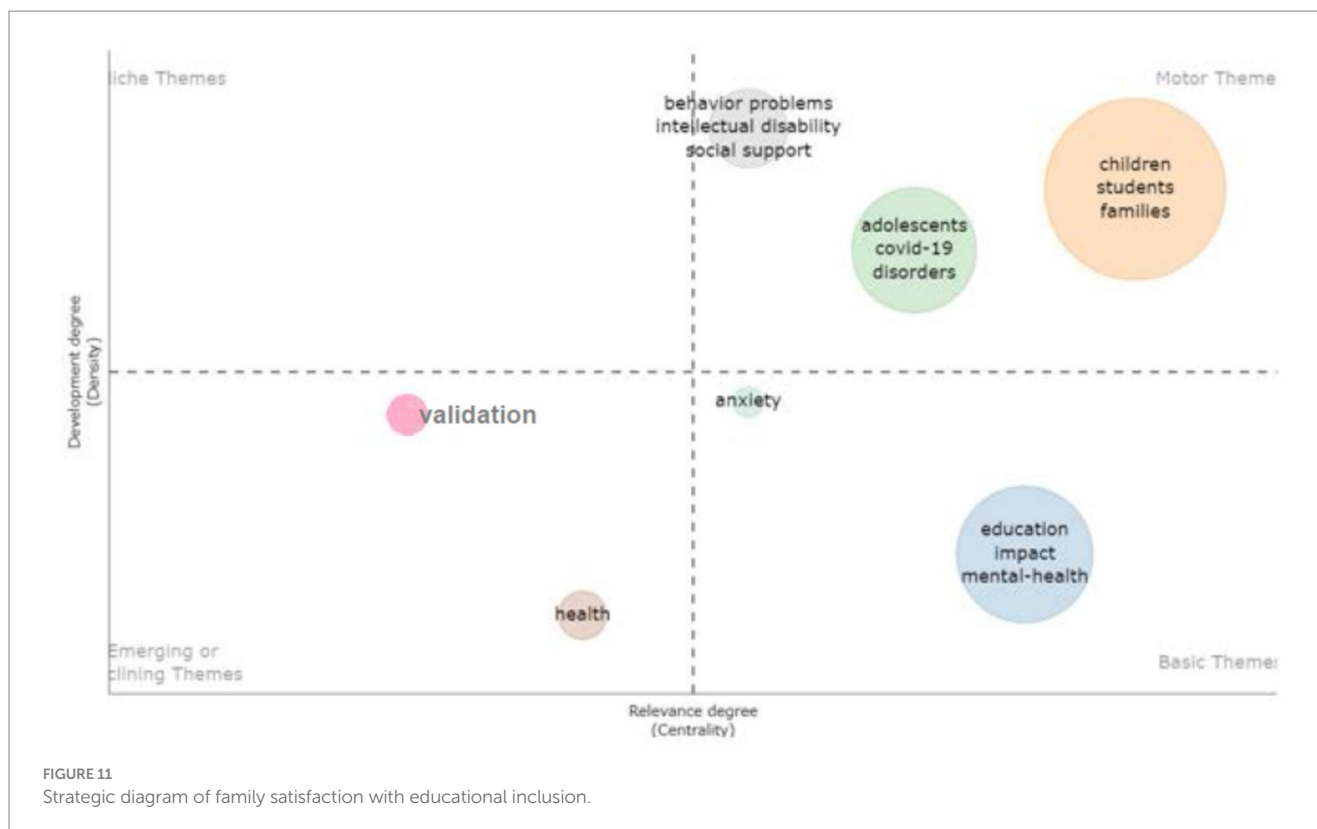 iche Themes
Motor Theme
behavior problems
intellectual disability
social support
children
students
families
adolescents
covid-19
disorders
Development degree
(Density)
anxiety
validation
education
impact
mental-health
health
Emerging or
clining Themes
Basic Themes
Relevance degree
(Centrality)
FIGURE 11
Strategic diagram of family satisfaction with educational inclusion.